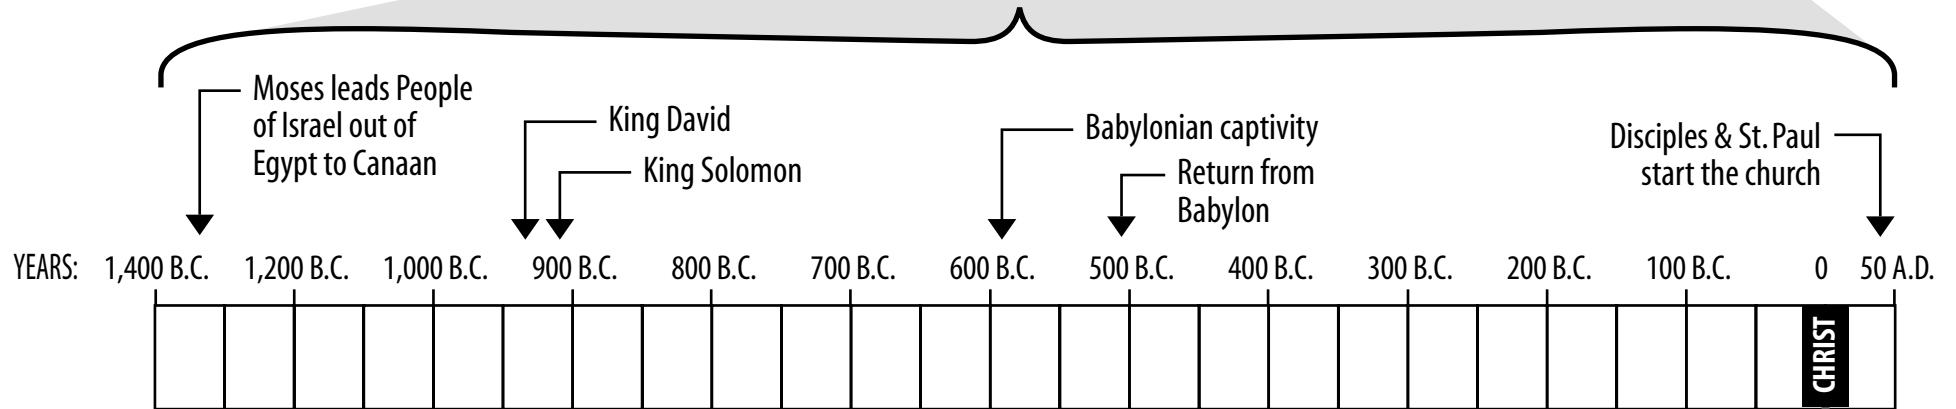 Moses leads People
of Israel out of
Egypt to Canaan
King David
King Solomon
Babylonian captivity
Return from
Babylon
Disciples & St. Paul
start the church
YEARS: 1,400 B.C. 1,200 B.C. 1,000 B.C. 900 B.C. 800 B.C. 700 B.C. 600 B.C. 500 B.C. 400 B.C. 300 B.C. 200 B.C. 100 B.C. 0 50 A.D.
CHRIST